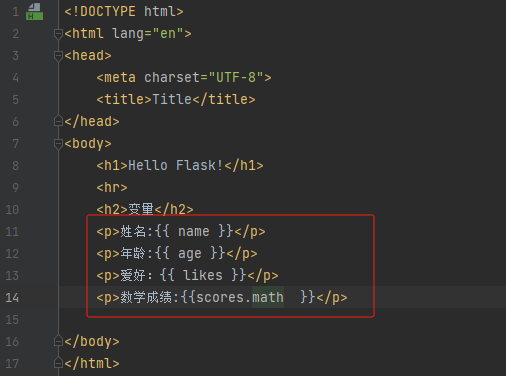 1 <!DOCTYPE html>
2 <html lang="en">
3 <head>
4     <meta charset="UTF-8">
5     <title>Title</title>
6 </head>
7 <body>
8     <h1>Hello Flask!</h1>
9     <hr>
10     <h2>变量</h2>
11     <p>姓名:{{ name }}</p>
12     <p>年龄:{{ age }}</p>
13     <p>爱好：{{ likes }}</p>
14     <p>数学成绩:{{scores.math  }}</p>
15
16 </body>
17 </html>